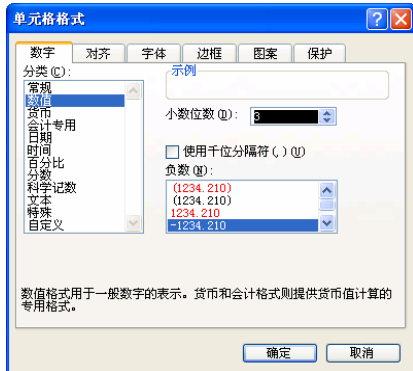 单元格格式
数字 对齐 字体 边框 图案 保护
分类(C):
常规
数值
货币
会计专用
日期
时间
百分比
分数
科学记数
文本
特殊
自定义
示例
小数位数(D): 3
使用千位分隔符(,)(U)
负数(N):
(1234.210)
(1234.210)
1234.210
-1234.210
数值格式用于一般数字的表示。货币和会计格式则提供货币值计算的
专用格式。
确定 取消